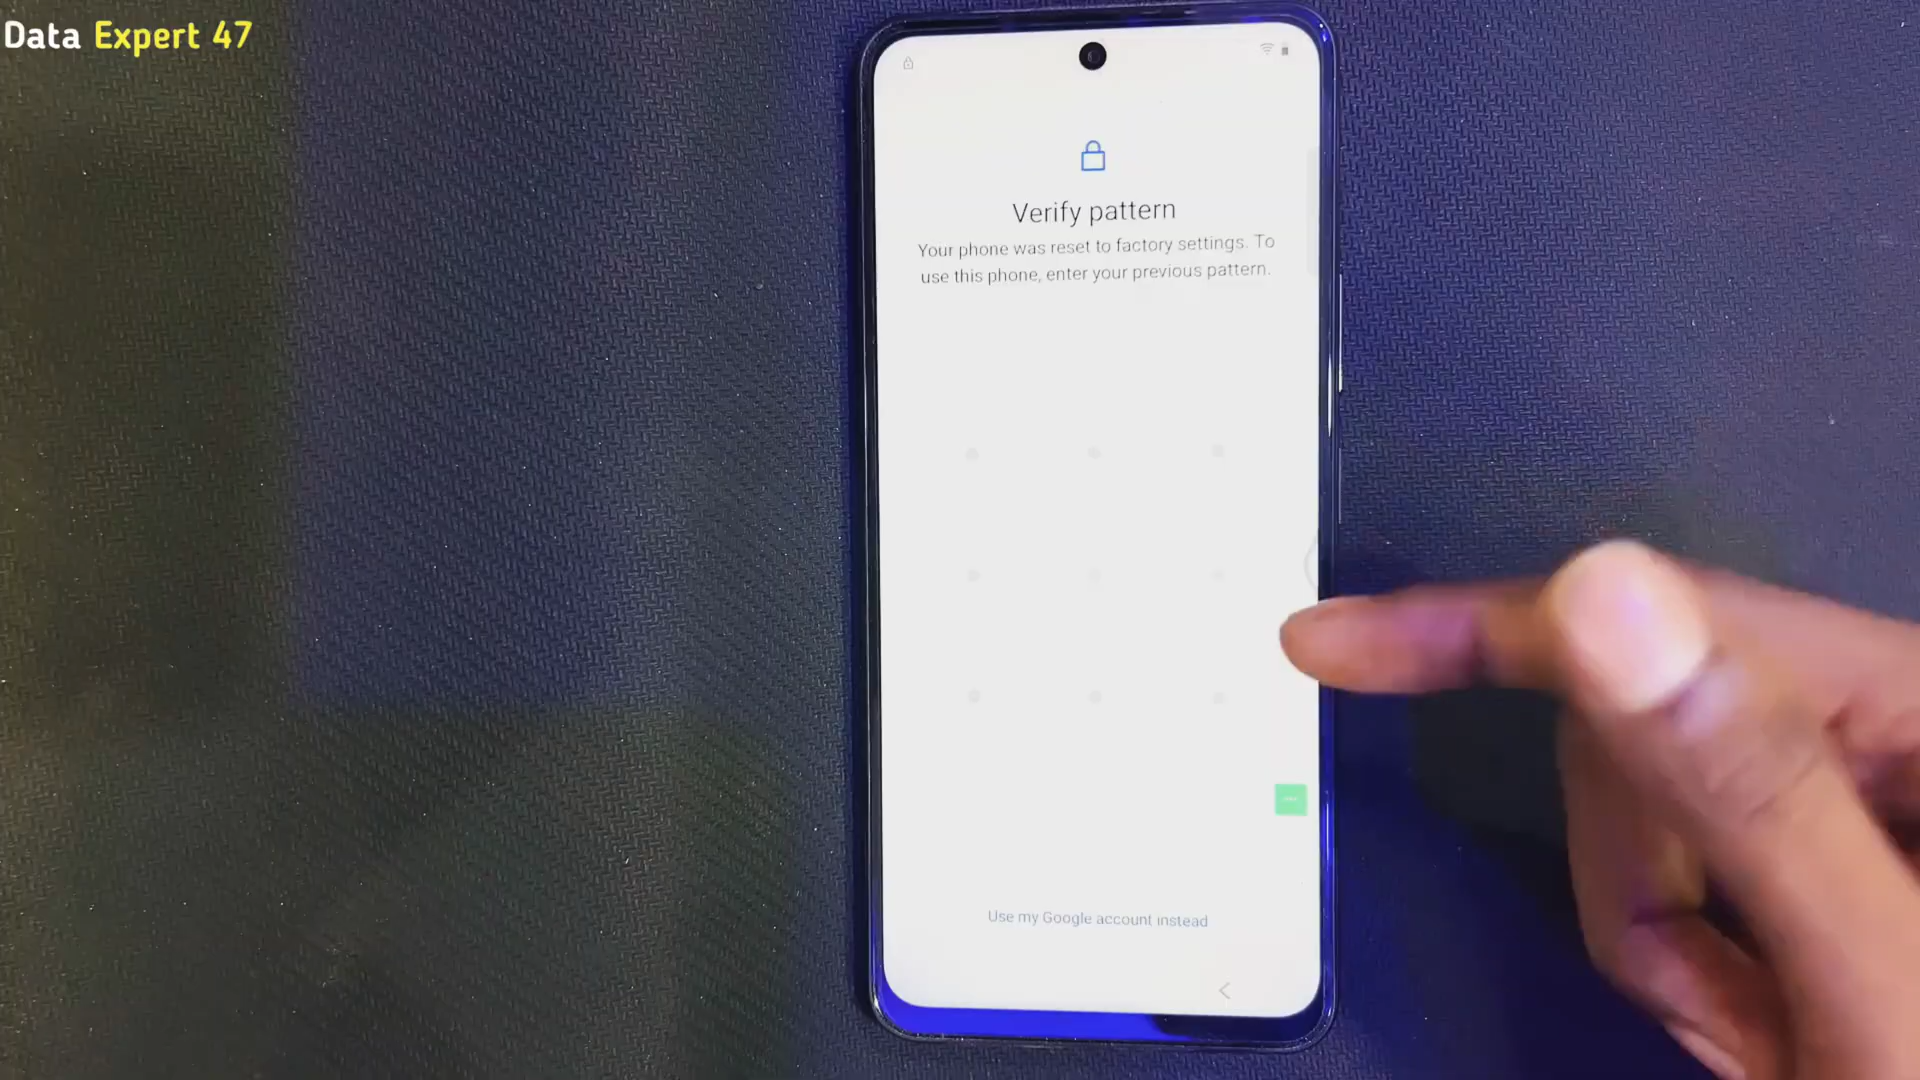 Data Expert 47
Verify pattern
Your phone was reset to factory settings. To
use this phone, enter your previous pattern.
Use my Google account instead